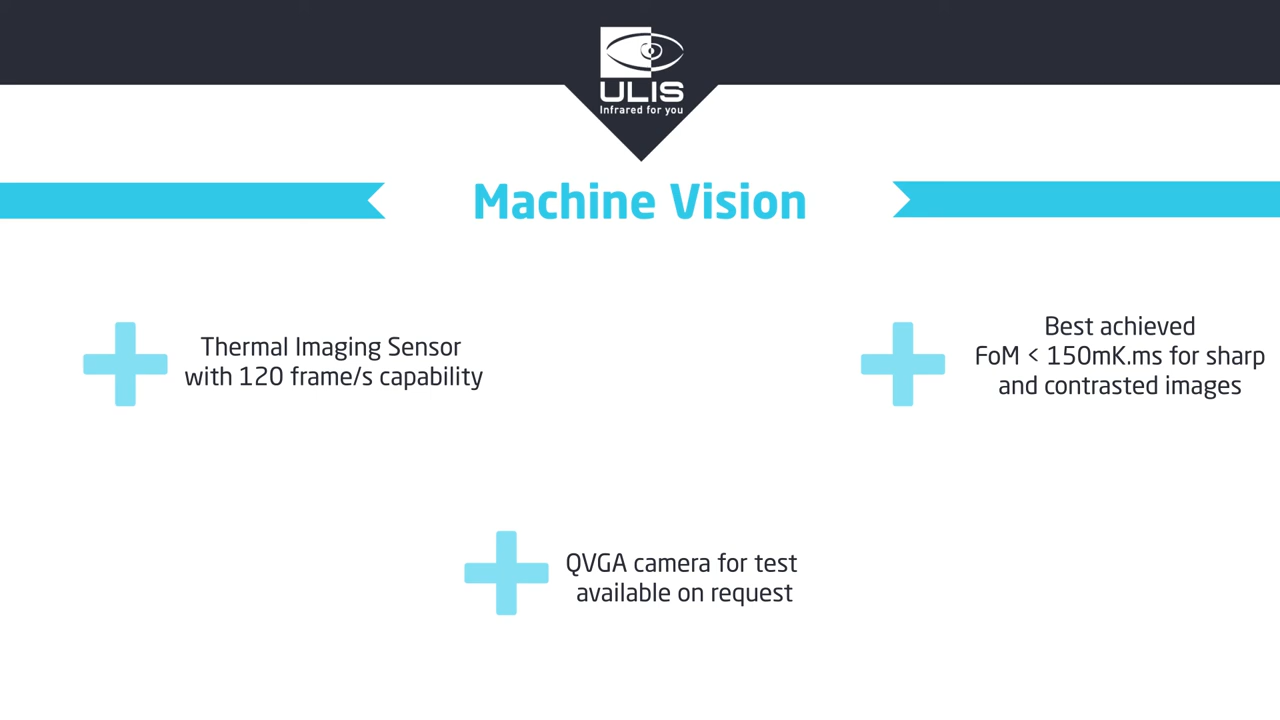 ULIS
Infrared for you
Machine Vision
Thermal Imaging Sensor
with 120 frame/s capability
Best achieved
FoM < 150mK.ms for sharp
and contrasted images
QVGA camera for test
available on request